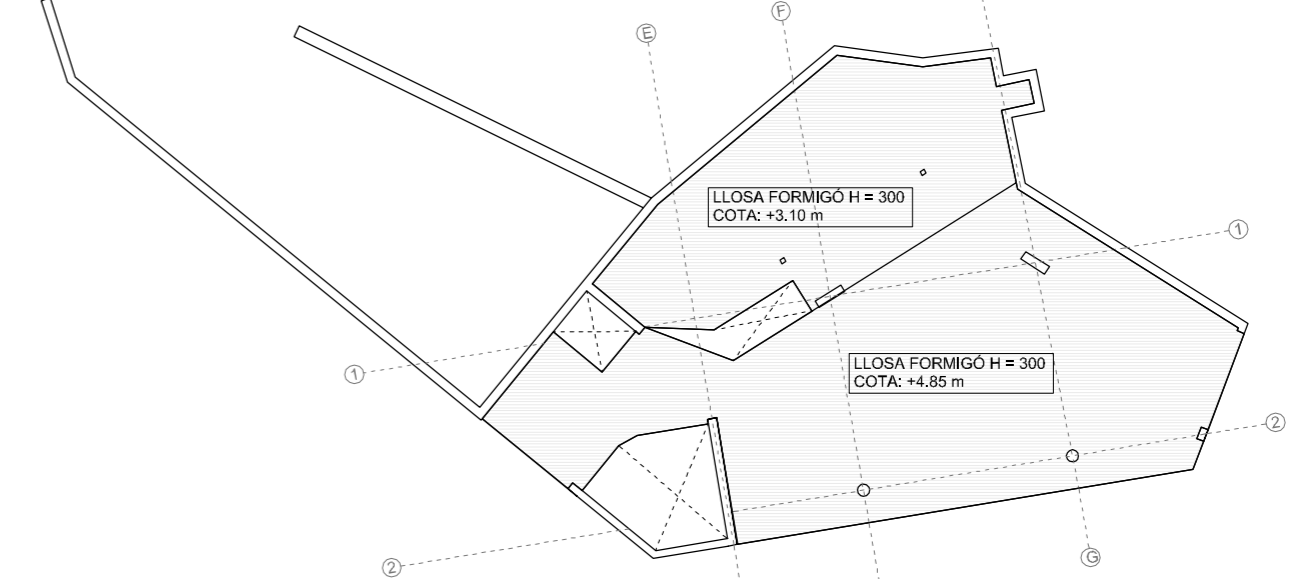 F
E
LLOSA FORMIGÓ H = 300
COTA: +3.10 m
1
LLOSA FORMIGÓ H = 300
COTA: +4.85 m
1
2
G
2